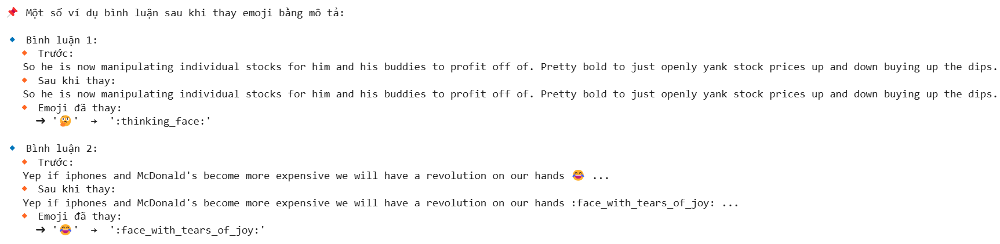 📌 Một số ví dụ bình luận sau khi thay emoji bằng mô tả:
🔹 Bình luận 1:
🔸 Trước:
So he is now manipulating individual stocks for him and his buddies to profit off of. Pretty bold to just openly yank stock prices up and down buying up the dips.
🔸 Sau khi thay:
So he is now manipulating individual stocks for him and his buddies to profit off of. Pretty bold to just openly yank stock prices up and down buying up the dips.
🔸 Emoji đã thay:
➜ '🤔' → ':thinking_face:'
🔹 Bình luận 2:
🔸 Trước:
Yep if iphones and McDonald's become more expensive we will have a revolution on our hands 😂 ...
🔸 Sau khi thay:
Yep if iphones and McDonald's become more expensive we will have a revolution on our hands :face_with_tears_of_joy: ...
🔸 Emoji đã thay:
➜ '😂' → ':face_with_tears_of_joy:'